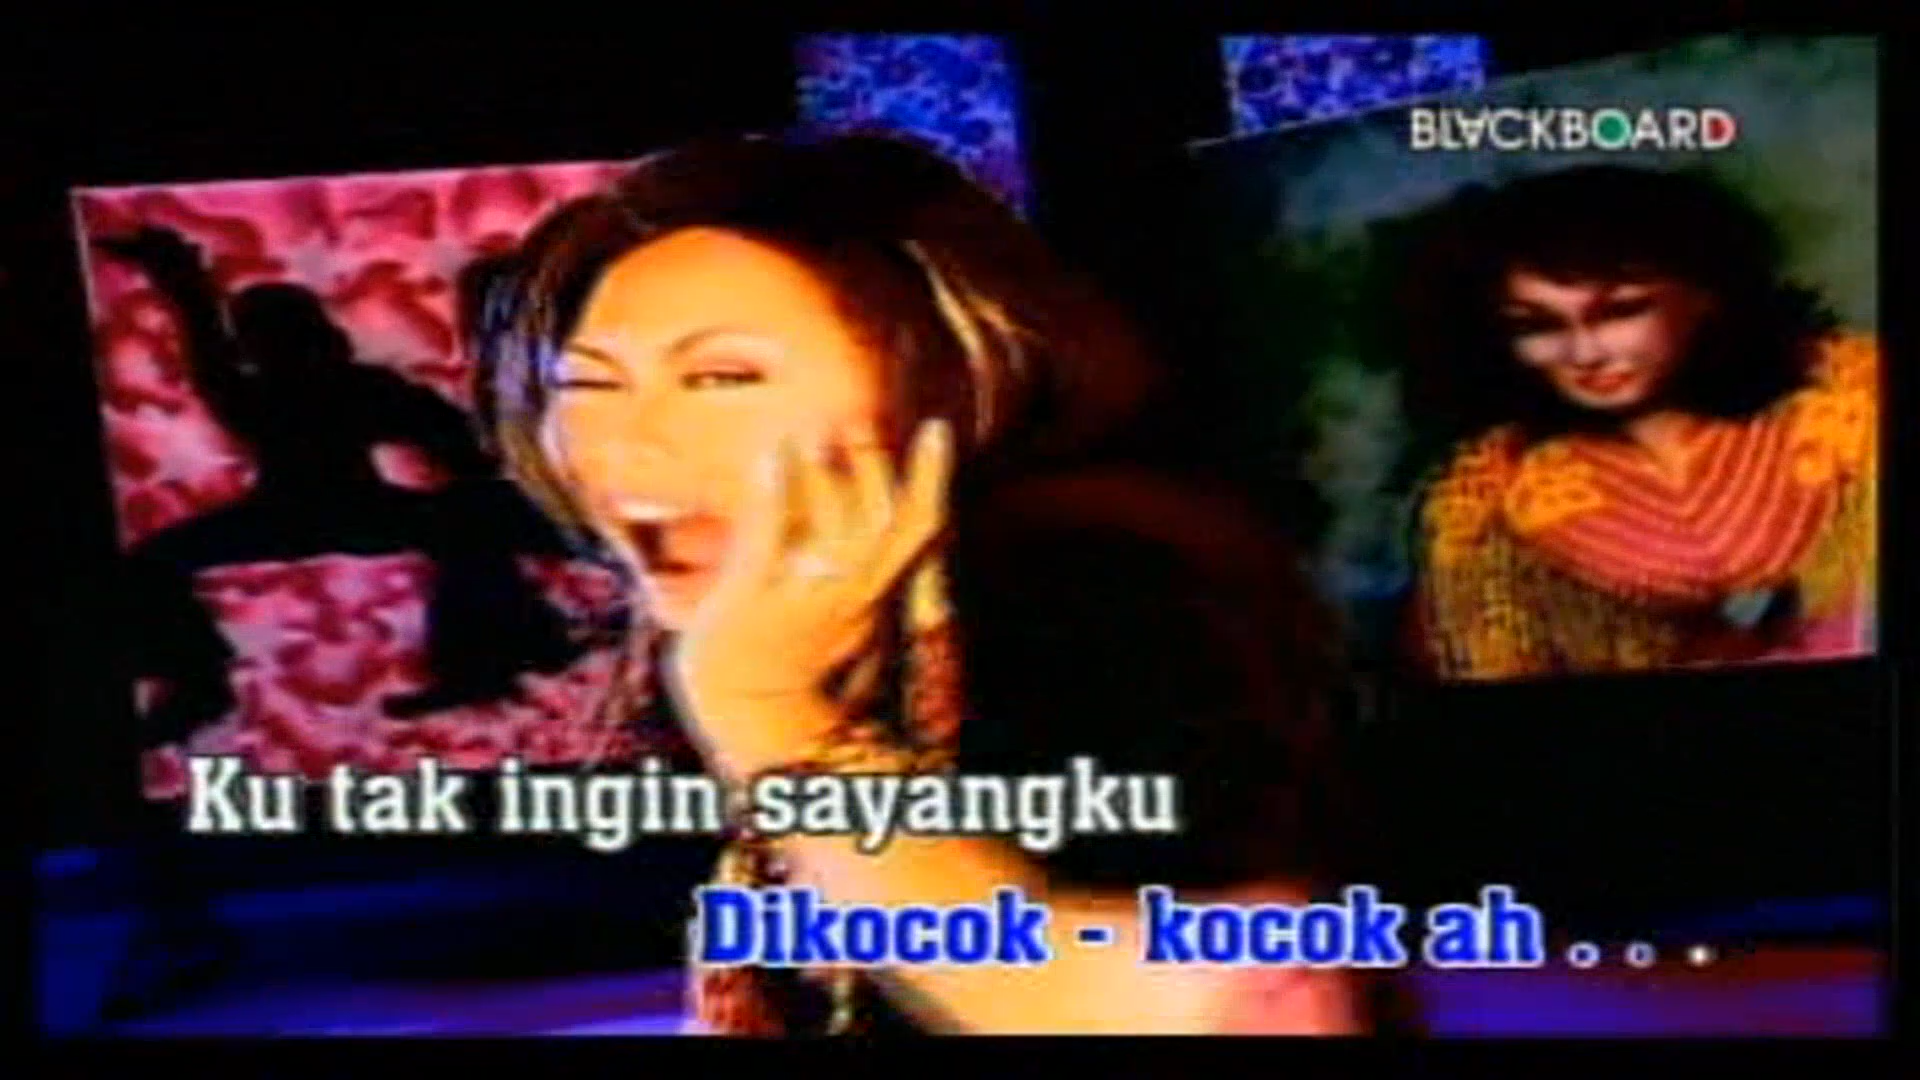 BLACKBOARD
Ku tak ingin sayangku
Dikocok - kocok ah . . .